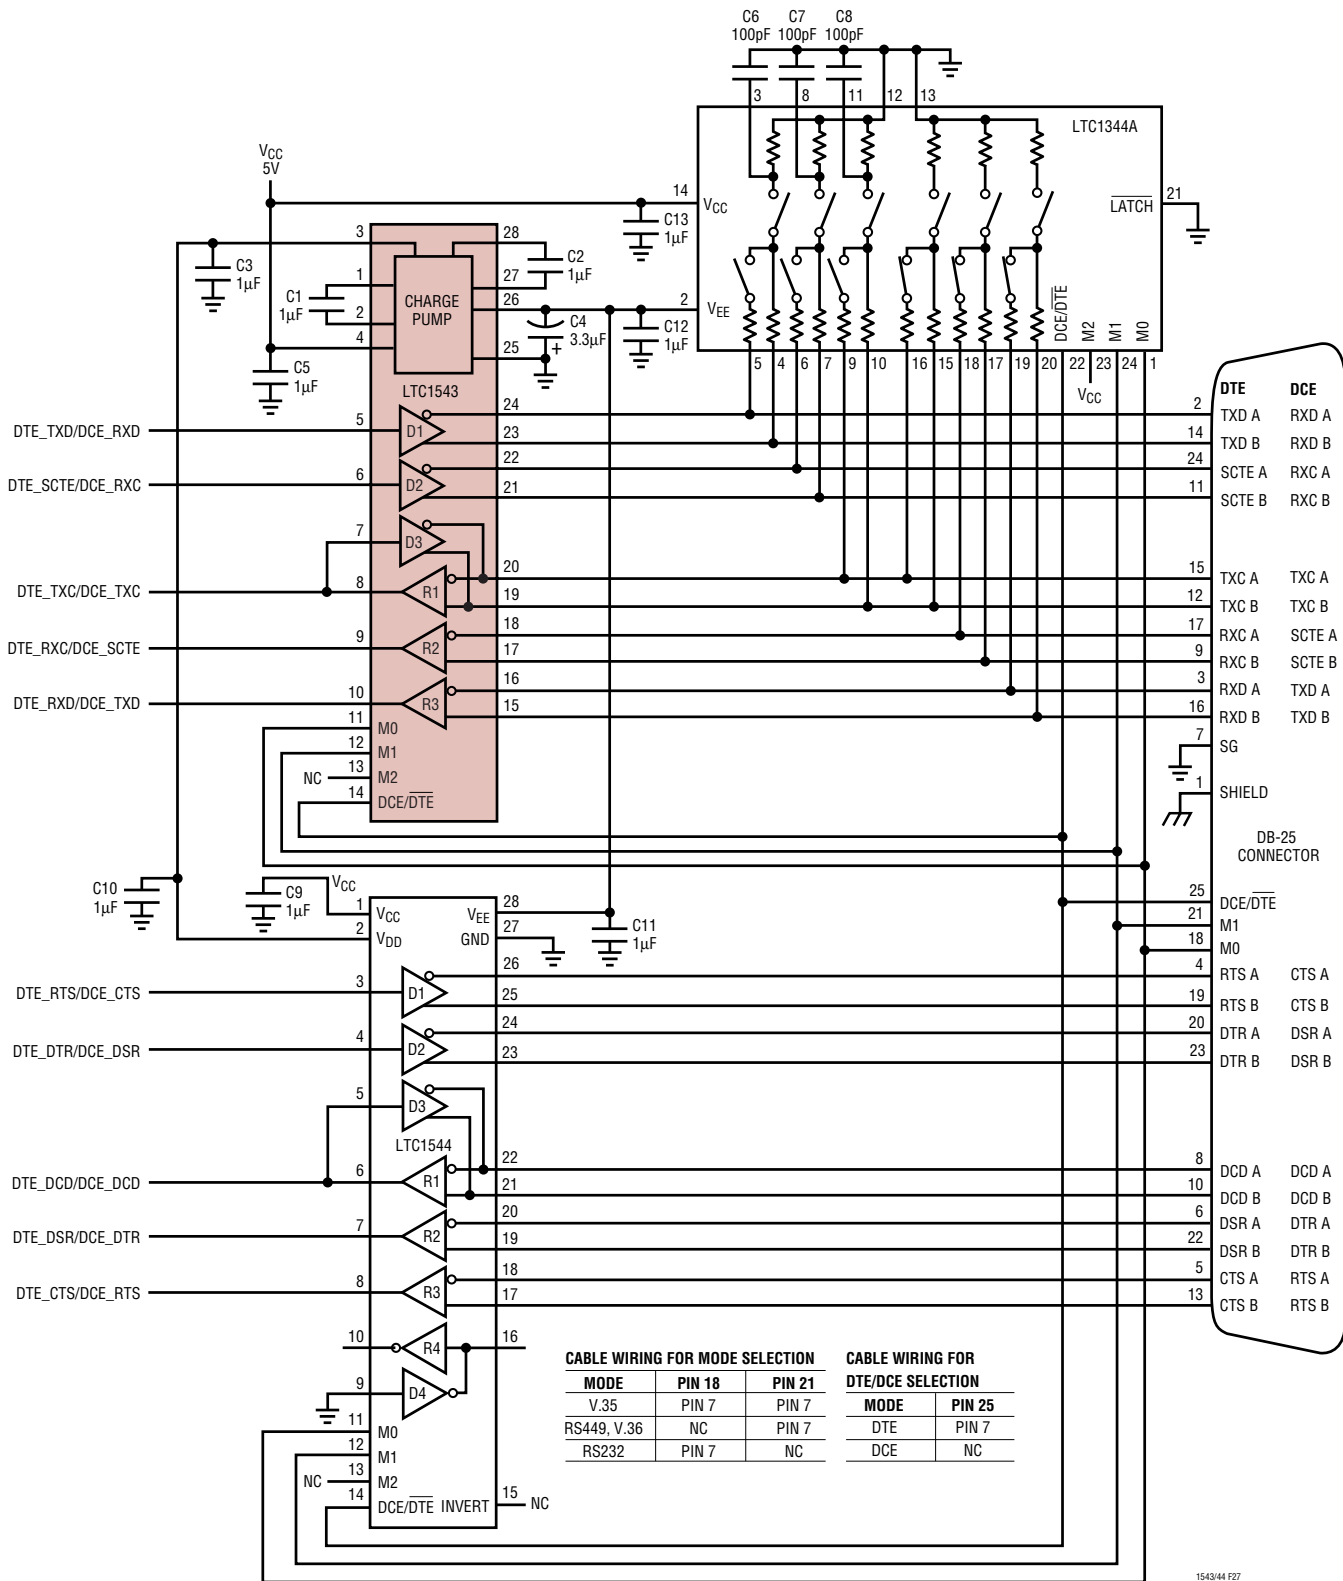 C6 C7 C8
100pF 100pF 100pF
3 8 11 12 13
LTC1344A
VCC
5V
14
VCC
LATCH
21
C13
1µF
3
28
C3
1µF
C2
1µF
1
27
C1
1µF
CHARGE
PUMP
26
2
VEE
2
C4
3.3µF
+
C12
1µF
4
25
C5
1µF
LTC1543
DCE/DTE M2 M1 M0
5 4 6 7 9 10 16 15 18 17 19 20 22 23 24 1
VCC
DTE DCE
24
2
TXD A RXD A
DTE_TXD/DCE_RXD
5
D1
23
14
TXD B RXD B
22
24
SCTE A RXC A
DTE_SCTE/DCE_RXC
6
D2
21
11
SCTE B RXC B
7
D3
20
15
TXC A TXC A
DTE_TXC/DCE_TXC
8
R1
19
12
TXC B TXC B
18
17
RXC A SCTE A
DTE_RXC/DCE_SCTE
9
R2
17
9
RXC B SCTE B
16
3
RXD A TXD A
DTE_RXD/DCE_TXD
10
R3
15
16
RXD B TXD B
11
M0
7
SG
12
M1
NC
13
M2
1
SHIELD
14
DCE/DTE
DB-25
CONNECTOR
C10
1µF
C9
1µF
VCC
1
VCC
VEE
28
25
DCE/DTE
2
VDD
GND
27
C11
1µF
21
M1
18
M0
26
4
RTS A CTS A
DTE_RTS/DCE_CTS
3
D1
25
19
RTS B CTS B
24
20
DTR A DSR A
DTE_DTR/DCE_DSR
4
D2
23
23
DTR B DSR B
5
D3
LTC1544
22
8
DCD A DCD A
DTE_DCD/DCE_DCD
6
R1
21
10
DCD B DCD B
20
6
DSR A DTR A
DTE_DSR/DCE_DTR
7
R2
19
22
DSR B DTR B
18
5
CTS A RTS A
DTE_CTS/DCE_RTS
8
R3
17
13
CTS B RTS B
10
R4
16
9
D4
11
M0
12
M1
NC
13
M2
14
DCE/DTE
INVERT
15
NC
CABLE WIRING FOR MODE SELECTION
MODE PIN 18 PIN 21
V.35 PIN 7 PIN 7
RS449, V.36 NC PIN 7
RS232 PIN 7 NC
CABLE WIRING FOR
DTE/DCE SELECTION
MODE PIN 25
DTE PIN 7
DCE NC
1543/44 F27